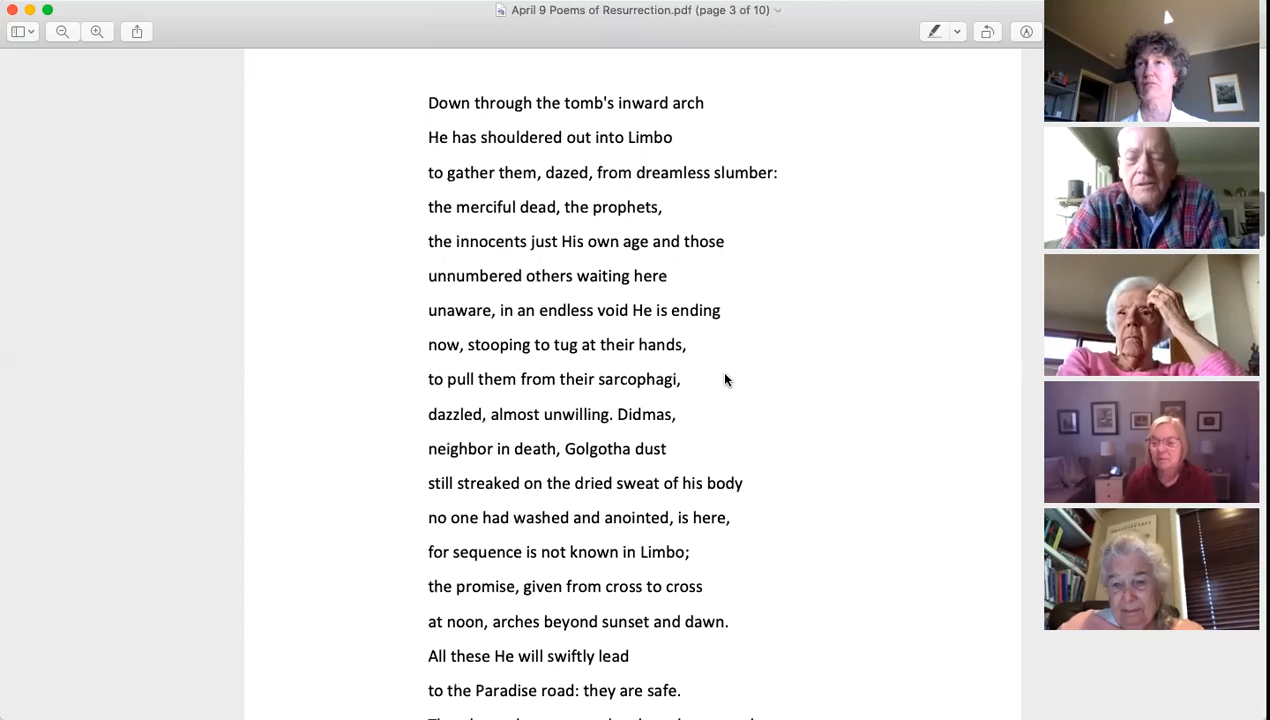 April 9 Poems of Resurrection.pdf (page 3 of 10)
Down through the tomb's inward arch
He has shouldered out into Limbo
to gather them, dazed, from dreamless slumber:
the merciful dead, the prophets,
the innocents just His own age and those
unnumbered others waiting here
unaware, in an endless void He is ending
now, stooping to tug at their hands,
to pull them from their sarcophagi,
dazzled, almost unwilling. Didmas,
neighbor in death, Golgotha dust
still streaked on the dried sweat of his body
no one had washed and anointed, is here,
for sequence is not known in Limbo;
the promise, given from cross to cross
at noon, arches beyond sunset and dawn.
All these He will swiftly lead
to the Paradise road: they are safe.